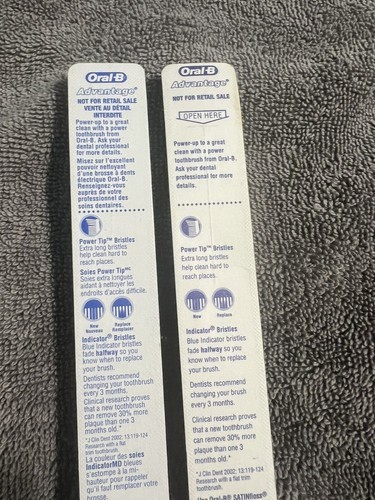 Oral-B
Advantage®
NOT FOR RETAIL SALE
VENTE AU DÉTAIL
INTERDITE
Power-up to a great
clean with a power
toothbrush from
Oral-B. Ask your
dental professional
for more details.
Misez sur l'excellent
pouvoir nettoyant
d'une brosse à dents
électrique Oral-B.
Renseignez-vous
auprès de votre
professionnel des
soins dentaires.
Power Tip™ Bristles
Extra long bristles
help clean hard to
reach places.
Soies Power Tip MC
Soies extra longues
aidant à nettoyer les
endroits d'accès difficile.
New
Nouveau
Replace
Remplacer
Indicator® Bristles
Blue Indicator bristles
fade halfway so you
know when to replace
your brush.
Dentists recommend
changing your toothbrush
every 3 months.
Clinical research proves
that a new toothbrush
can remove 30% more
plaque than one 3
months old.*
*J Clin Dent 2002; 13:119-124
Research with a flat
trim toothbrush.
La couleur des soies
IndicatorMD bleues
s'estompe à la mi-
hauteur pour rappeler
qu'il faut remplacer votre
brosse.
Oral-B
Advantage®
NOT FOR RETAIL SALE
OPEN HERE
Power-up to a great
clean with a power
toothbrush from Oral-B.
Ask your dental
professional for more
details.
Power Tip™ Bristles
Extra long bristles
help clean hard to
reach places.
New
Replace
Indicator® Bristles
Blue Indicator bristles
fade halfway so you
know when to replace
your brush.
Dentists recommend
changing your toothbrush
every 3 months.
Clinical research proves
that a new toothbrush
can remove 30% more
plaque than one 3
months old.*
*J Clin Dent 2002; 13:119-124
Research with a flat
trim toothbrush.
Use Oral-B® SATINfloss®